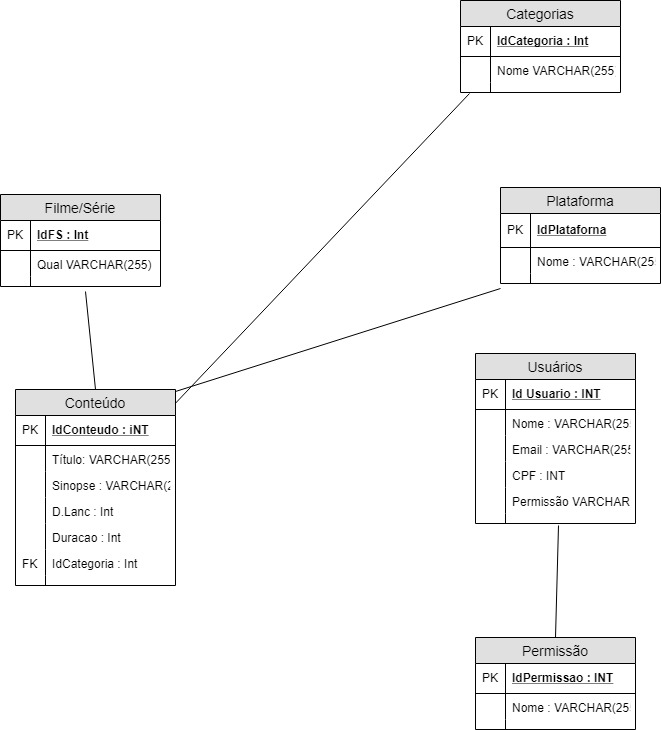 Categorias
PK IdCategoria : Int
Nome VARCHAR(255
Filme/Série
PK IdFS : Int
Qual VARCHAR(255)
Plataforma
PK IdPlataforna
Nome : VARCHAR(25
Usuários
PK Id Usuario : INT
Nome : VARCHAR(25
Email : VARCHAR(255
CPF : INT
Permissão VARCHAR
Conteúdo
PK IdConteudo : iNT
Título: VARCHAR(255
Sinopse : VARCHAR(2
D.Lanc : Int
Duracao : Int
FK IdCategoria : Int
Permissão
PK IdPermissao : INT
Nome : VARCHAR(255